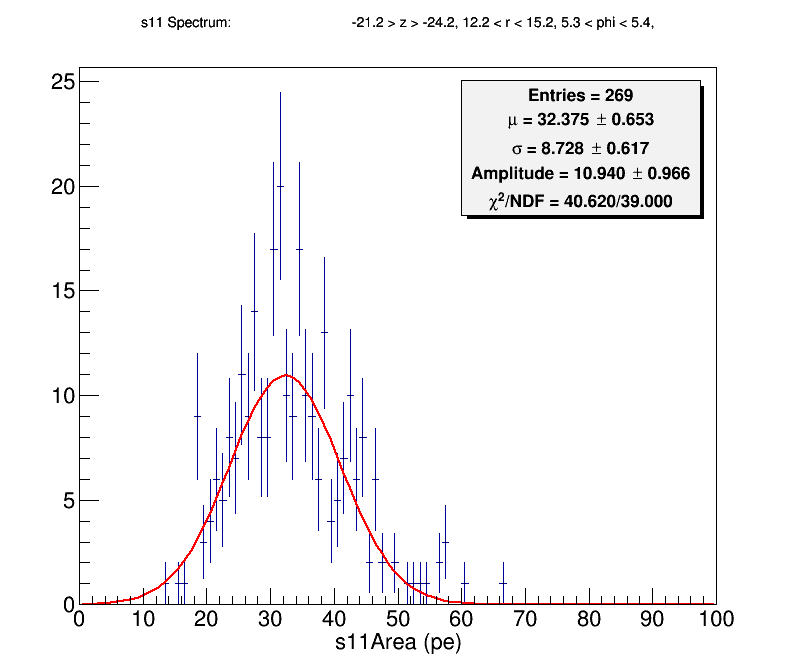 s11 Spectrum: -21.2 > z > -24.2, 12.2 < r < 15.2, 5.3 < phi < 5.4,
Entries = 269
μ = 32.375 ± 0.653
σ = 8.728 ± 0.617
Amplitude = 10.940 ± 0.966
χ²/NDF = 40.620/39.000
25
20
15
10
5
0
0 10 20 30 40 50 60 70 80 90 100
s11Area (pe)